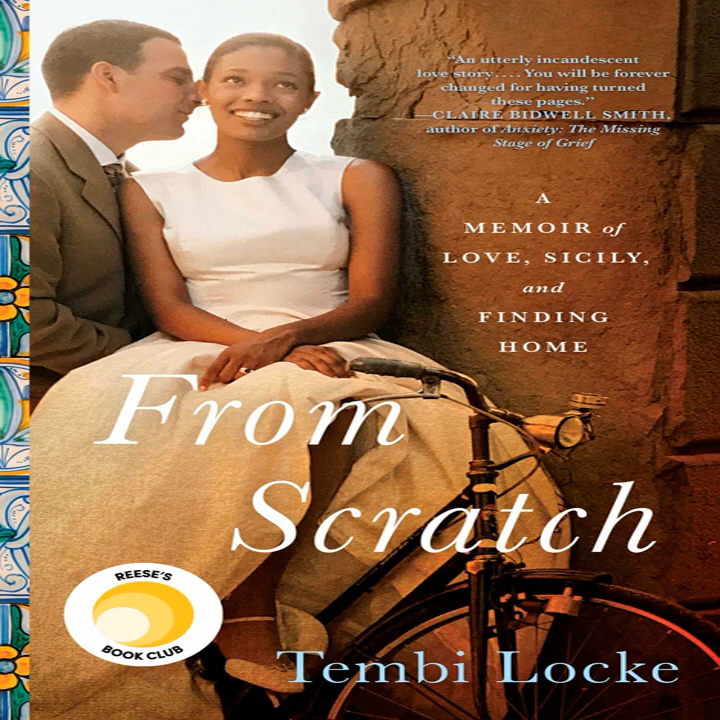 “An utterly incandescent
love story.... You will be forever
changed for having turned
these pages.”
—CLAIRE BIDWELL SMITH,
author of Anxiety: The Missing
Stage of Grief
A
MEMOIR of
LOVE, SICILY,
and
FINDING
HOME
From
Scratch
REESE'S
BOOK CLUB
Tembi Locke